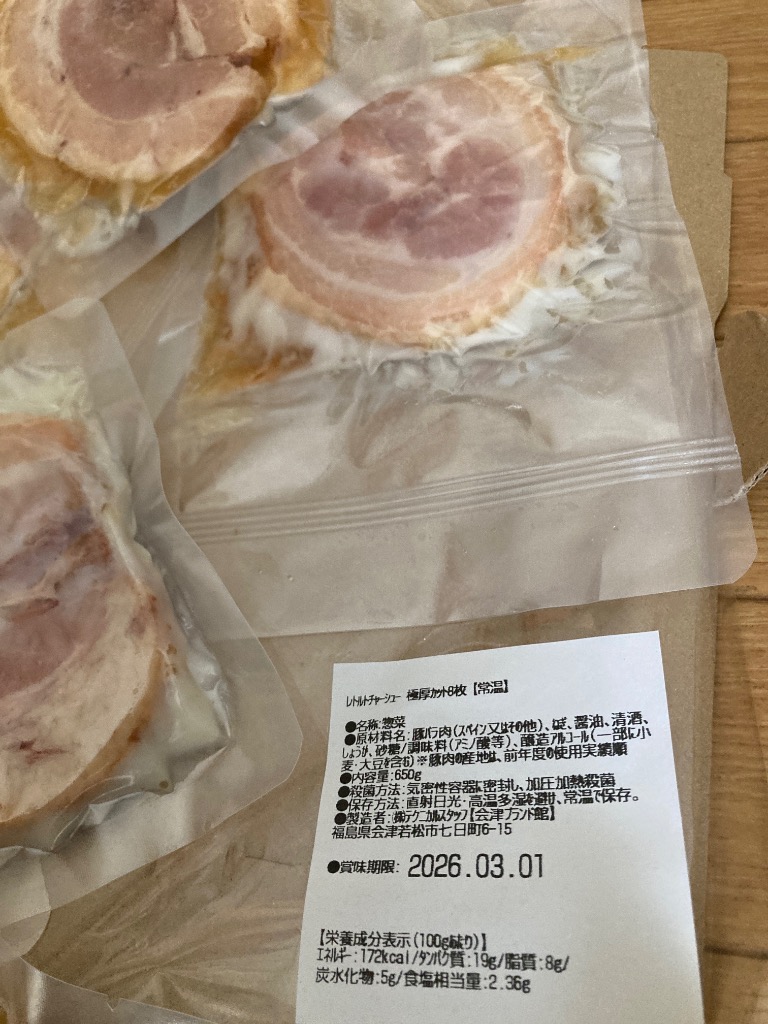 レトルトチャーシュー 極厚カット8枚【常温】
●名称:惣菜
●原材料名:豚バラ肉(スペイン又はその他)、ねぎ、醤油、清酒、
しょうが、砂糖/調味料(アミノ酸等)、醸造アルコール(一部に小
麦・大豆を含む)※豚肉の産地は、前年度の使用実績順
●内容量:650g
●殺菌方法:気密性容器に密封し、加圧加熱殺菌
●保存方法:直射日光・高温多湿を避け、常温で保存。
●製造者:㈱テクニカルスタッフ【会津ブランド館】
福島県会津若松市七日町6-15
●賞味期限: 2026.03.01
【栄養成分表示(100g当り)】
エネルギー:172kcal/タンパク質:19g/脂質:8g/
炭水化物:5g/食塩相当量:2.36g